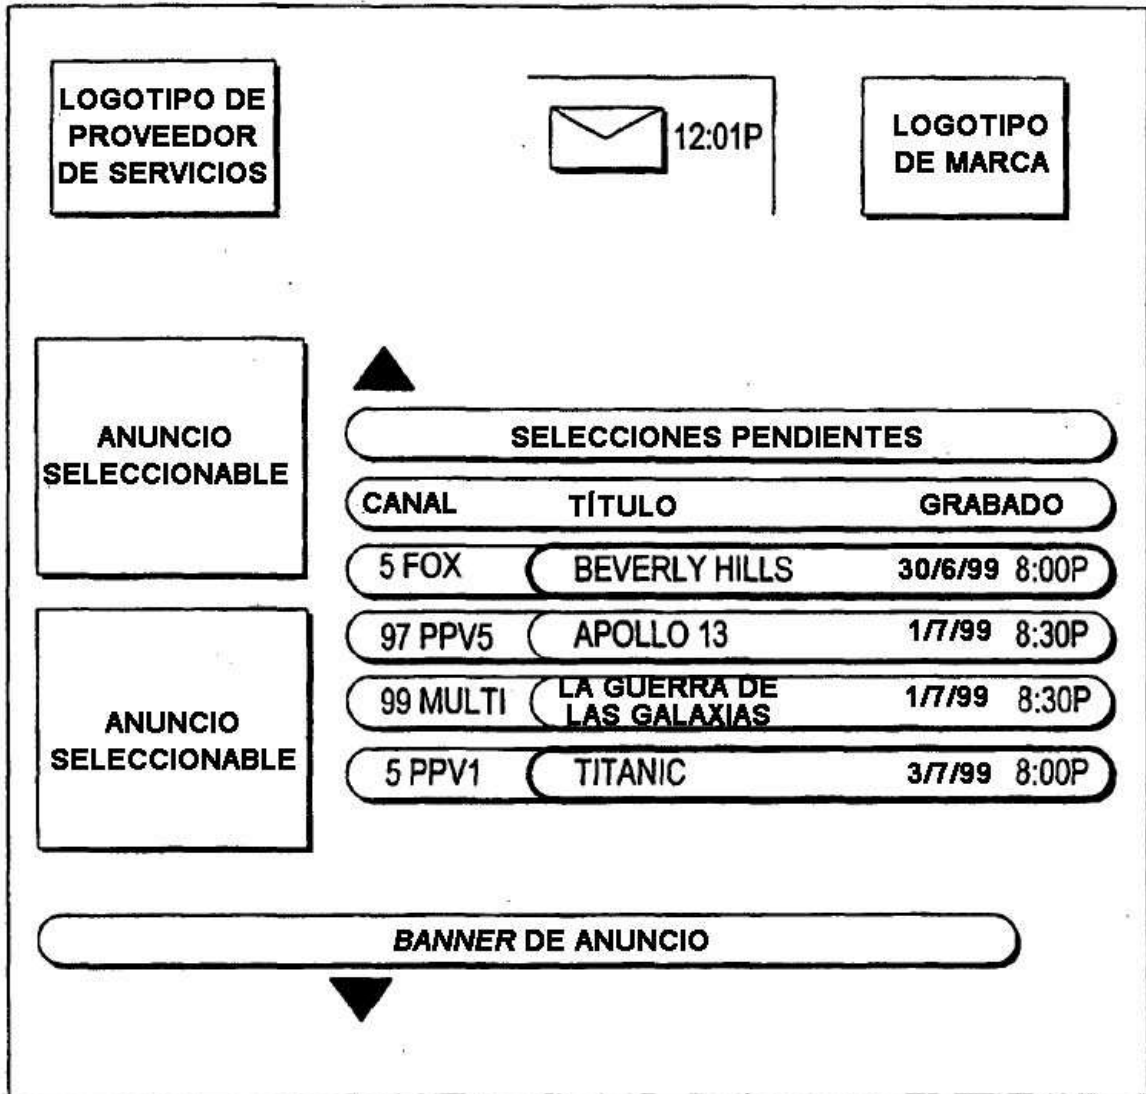 LOGOTIPO DE
PROVEEDOR
DE SERVICIOS
12:01P
LOGOTIPO
DE MARCA
ANUNCIO
SELECCIONABLE
SELECCIONES PENDIENTES
CANAL TÍTULO GRABADO
5 FOX BEVERLY HILLS 30/6/99 8:00P
97 PPV5 APOLLO 13 1/7/99 8:30P
99 MULTI LA GUERRA DE
LAS GALAXIAS 1/7/99 8:30P
5 PPV1 TITANIC 3/7/99 8:00P
ANUNCIO
SELECCIONABLE
BANNER DE ANUNCIO